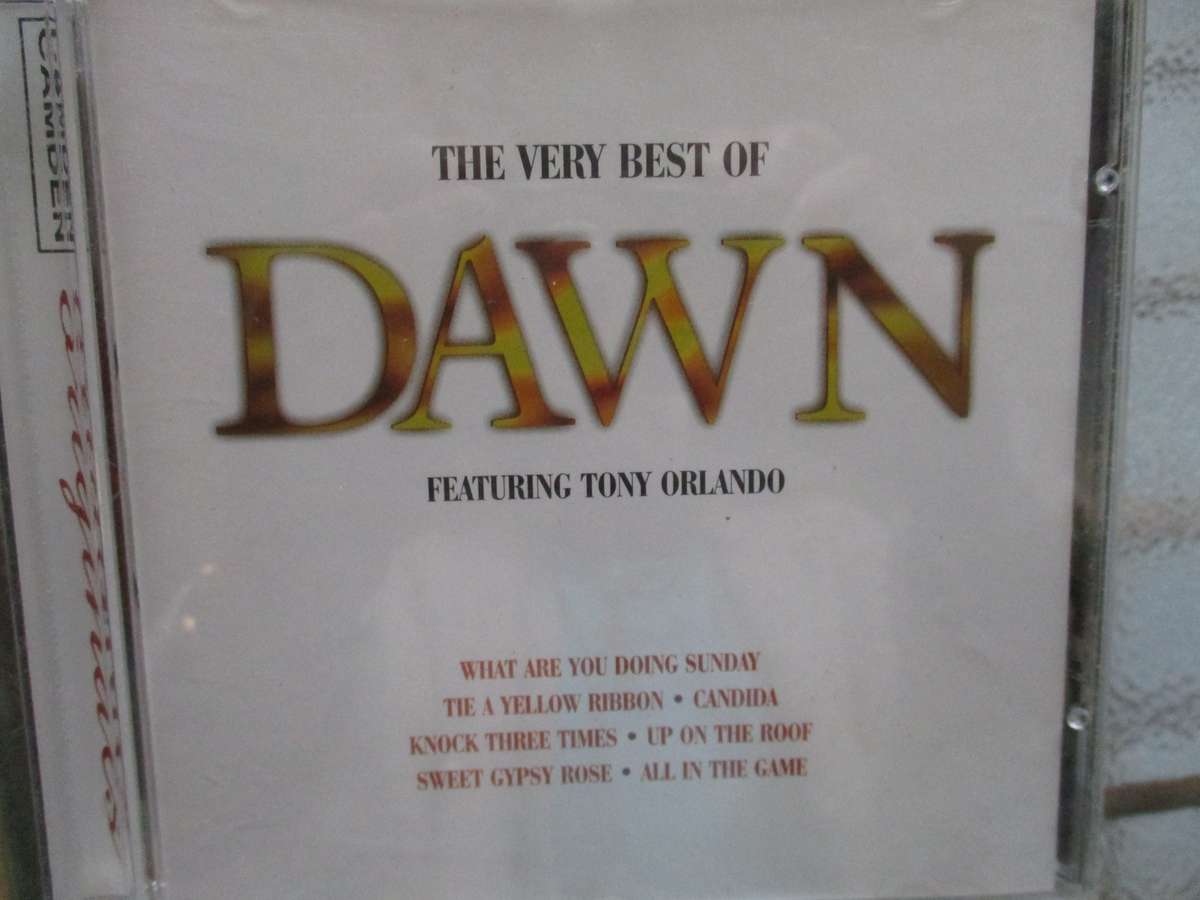 CAMDEN
THE VERY BEST OF
DAWN
FEATURING TONY ORLANDO
WHAT ARE YOU DOING SUNDAY
TIE A YELLOW RIBBON • CANDIDA
KNOCK THREE TIMES • UP ON THE ROOF
SWEET GYPSY ROSE • ALL IN THE GAME